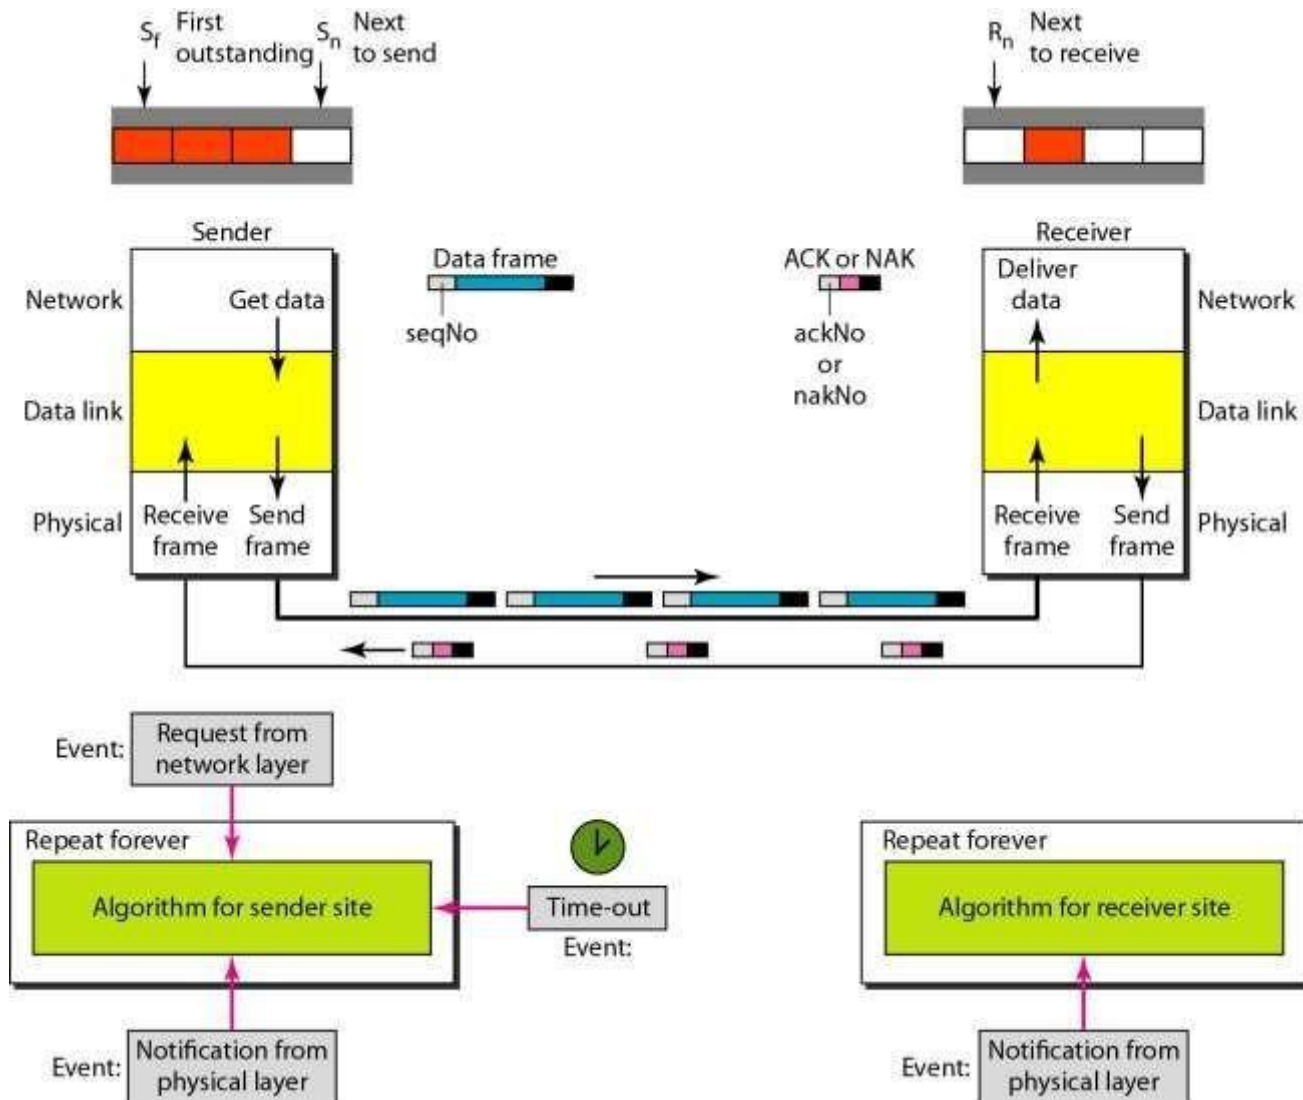 Sf First outstanding
Sn Next to send
Rn Next to receive
Sender
Receiver
Data frame
ACK or NAK
Deliver
data
Network
Get data
Network
seqNo
ackNo
or
nakNo
Data link
Data link
Physical
Receive
frame
Send
frame
Receive
frame
Send
frame
Physical
Event:
Request from
network layer
Repeat forever
Algorithm for sender site
Time-out
Event:
Repeat forever
Algorithm for receiver site
Event:
Notification from
physical layer
Event:
Notification from
physical layer